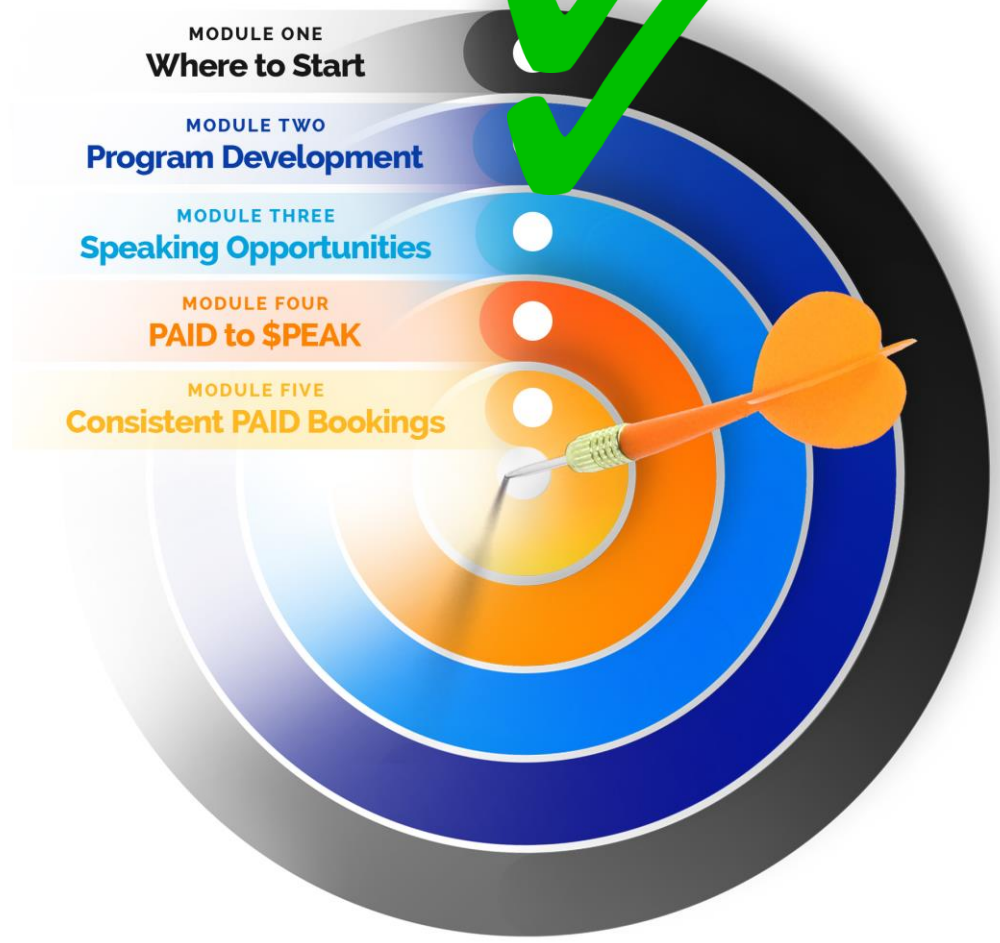 MODULE ONE
Where to Start
MODULE TWO
Program Development
MODULE THREE
Speaking Opportunities
MODULE FOUR
PAID to $PEAK
MODULE FIVE
Consistent PAID Bookings